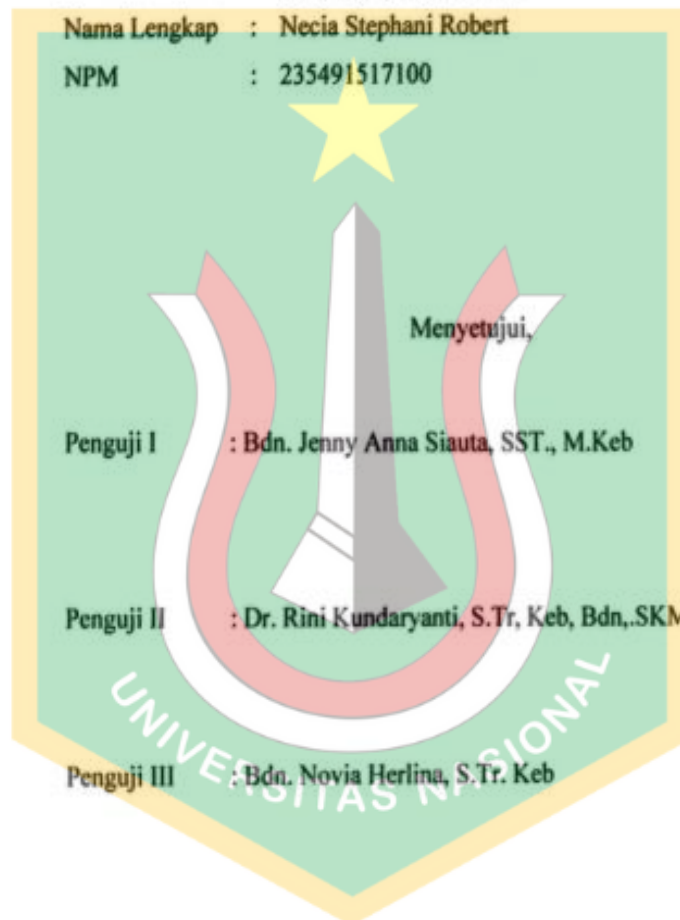 Nama Lengkap : Necia Stephani Robert
NPM : 235491517100
Menyetujui,
Penguji I : Bdn. Jenny Anna Siauta, SST., M.Keb
Penguji II : Dr. Rini Kundaryanti, S.Tr, Keb, Bdn,.SKM
Penguji III : Bdn. Novia Herlina, S.Tr. Keb
UNIVERSITAS NASIONAL